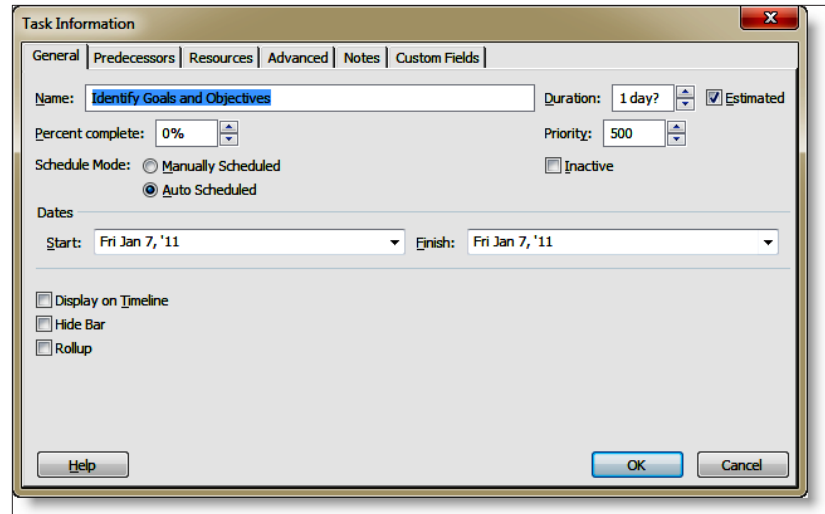 Task Information
General Predecessors Resources Advanced Notes Custom Fields
Name: Identify Goals and Objectives Duration: 1 day? Estimated
Percent complete: 0% Priority: 500
Schedule Mode: Manually Scheduled Inactive
Auto Scheduled
Dates
Start: Fri Jan 7, '11 Finish: Fri Jan 7, '11
Display on Timeline
Hide Bar
Rollup
Help OK Cancel